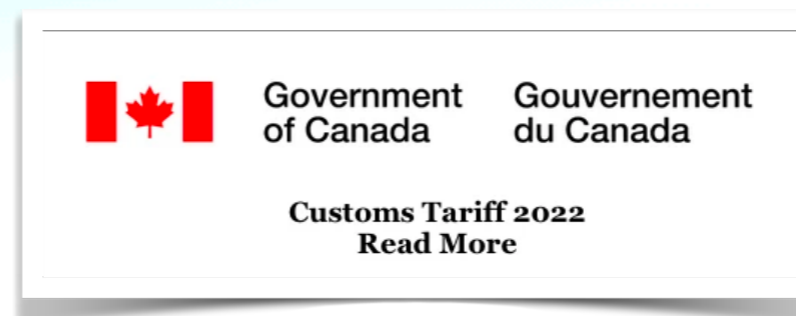 Government Gouvernement
of Canada du Canada
Customs Tariff 2022
Read More